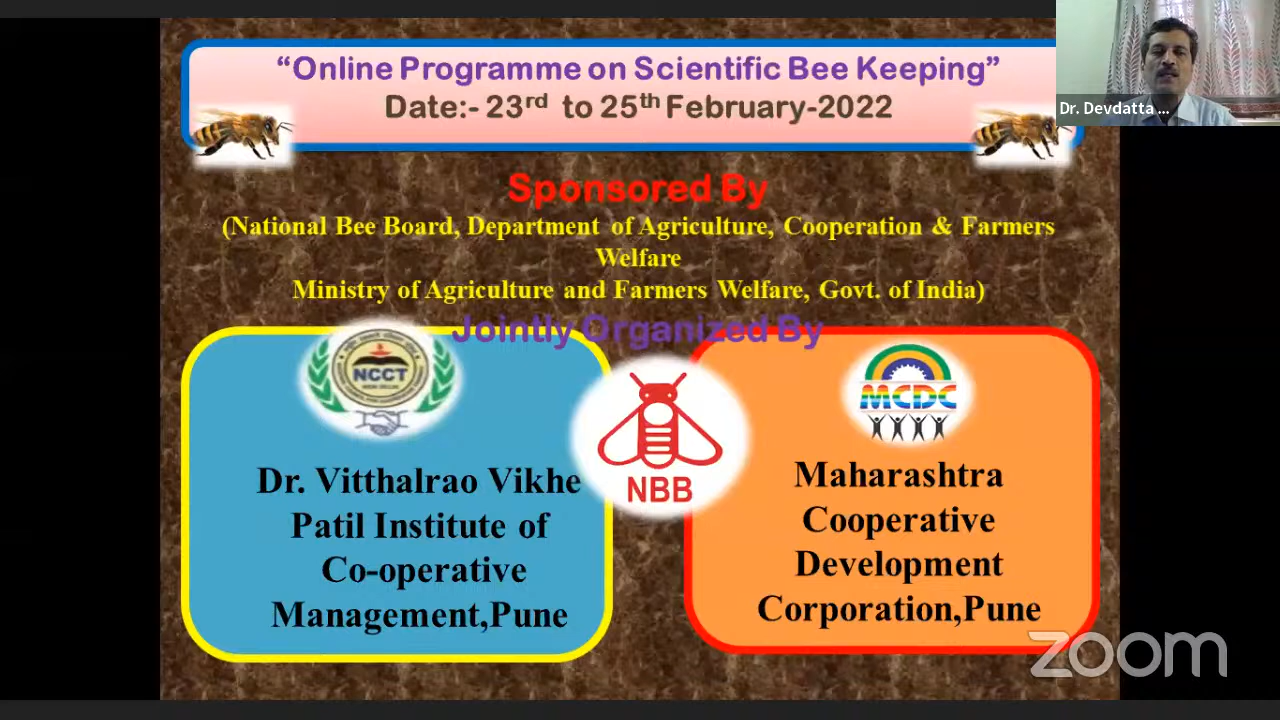 “Online Programme on Scientific Bee Keeping”
Date:- 23rd to 25th February-2022
Dr. Devdatta ...
Sponsored By
(National Bee Board, Department of Agriculture, Cooperation & Farmers
Welfare
Ministry of Agriculture and Farmers Welfare, Govt. of India)
Jointly Organized By
NCCT
Dr. Vitthalrao Vikhe
Patil Institute of
Co-operative
Management,Pune
NBB
MCDC
Maharashtra
Cooperative
Development
Corporation,Pune
zoom